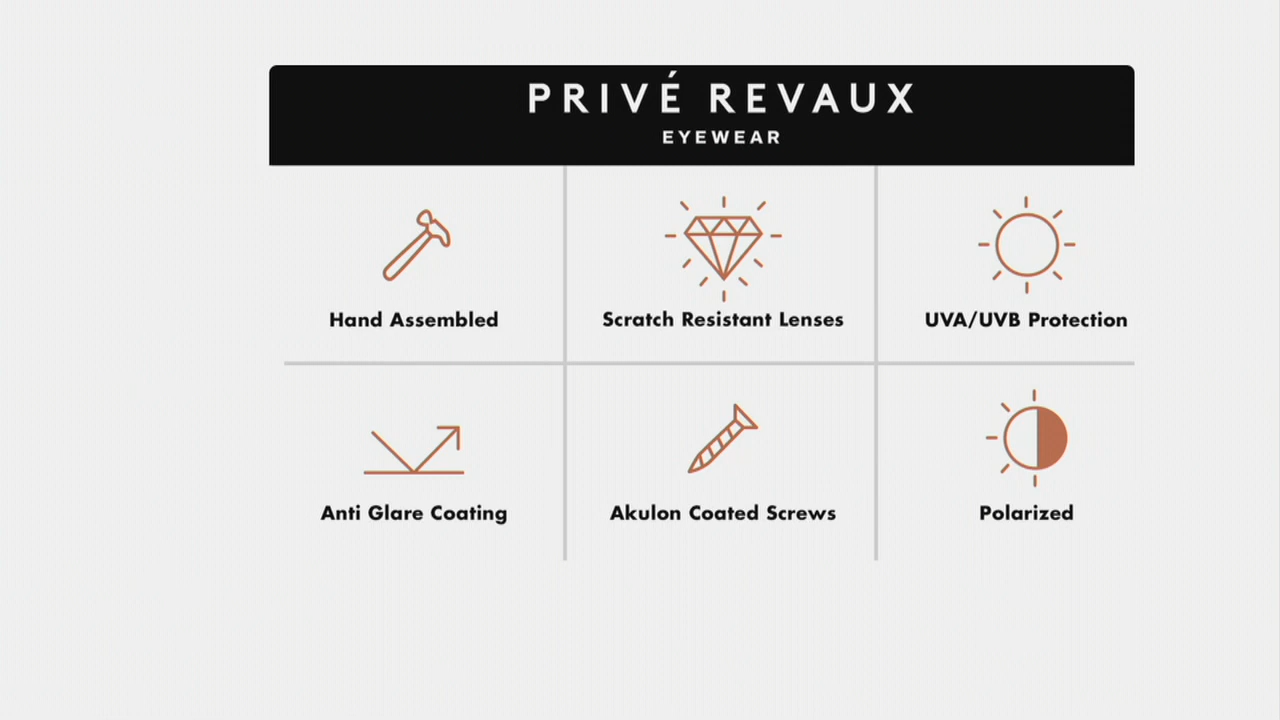 PRIVÉ REVAUX
EYEWEAR
Hand Assembled
Scratch Resistant Lenses
UVA/UVB Protection
Anti Glare Coating
Akulon Coated Screws
Polarized